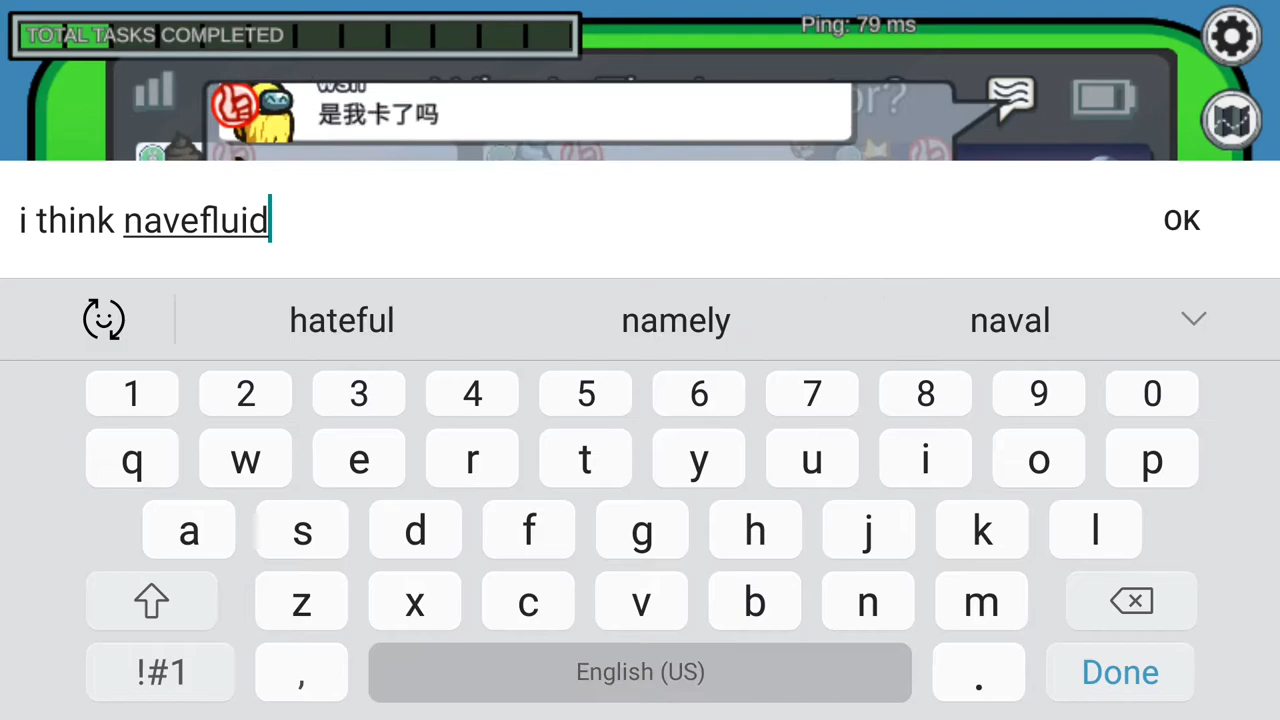 TOTAL TASKS COMPLETED
Ping: 79 ms
是我卡了吗
i think navefluid
OK
hateful namely naval
1 2 3 4 5 6 7 8 9 0
q w e r t y u i o p
a s d f g h j k l
z x c v b n m
!#1 , English (US) . Done